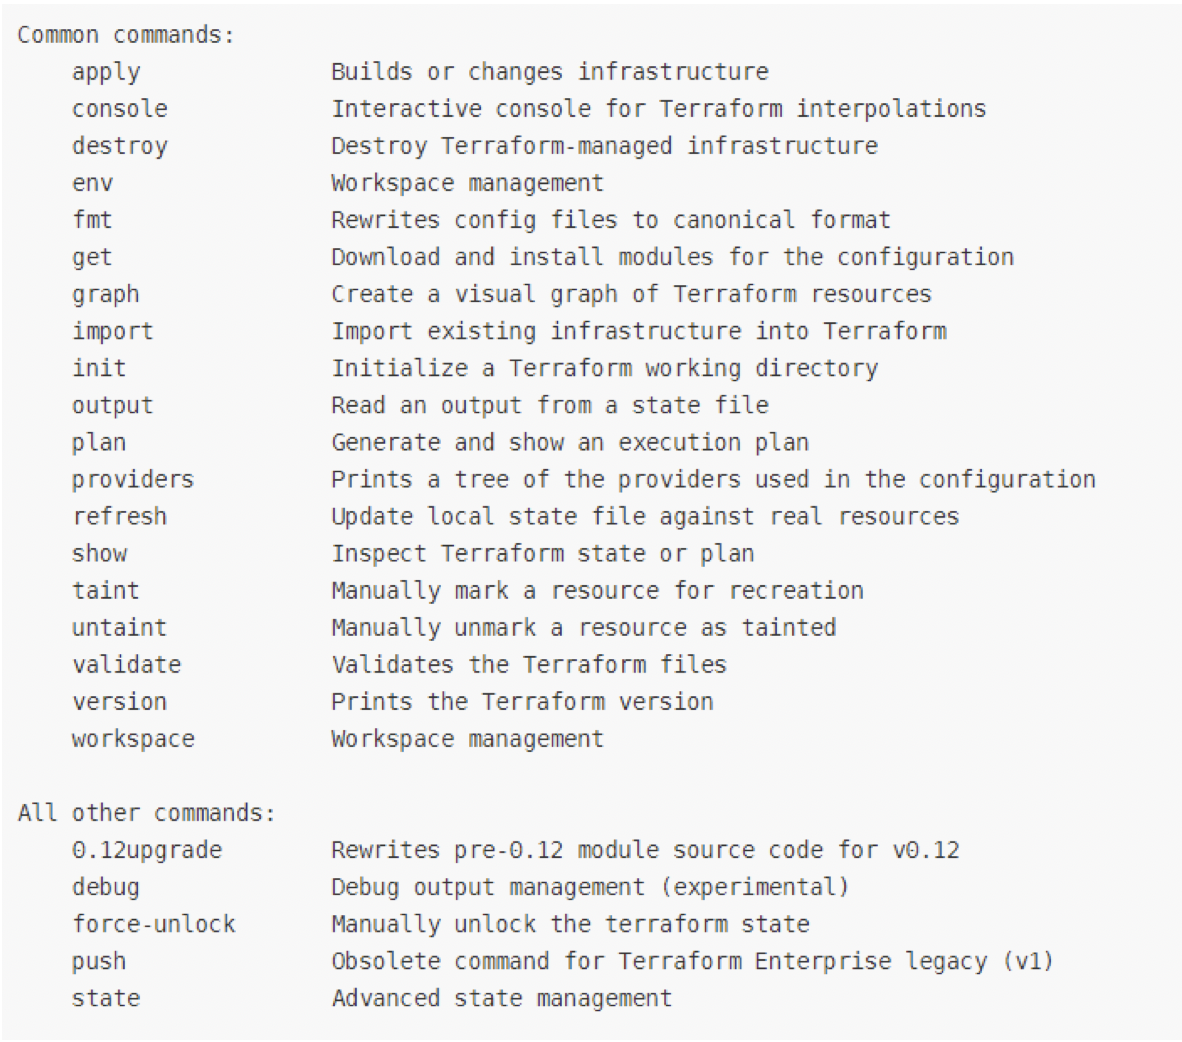 Common commands:
    apply              Builds or changes infrastructure
    console            Interactive console for Terraform interpolations
    destroy            Destroy Terraform-managed infrastructure
    env                Workspace management
    fmt                Rewrites config files to canonical format
    get                Download and install modules for the configuration
    graph              Create a visual graph of Terraform resources
    import             Import existing infrastructure into Terraform
    init               Initialize a Terraform working directory
    output             Read an output from a state file
    plan               Generate and show an execution plan
    providers          Prints a tree of the providers used in the configuration
    refresh            Update local state file against real resources
    show               Inspect Terraform state or plan
    taint              Manually mark a resource for recreation
    untaint            Manually unmark a resource as tainted
    validate           Validates the Terraform files
    version            Prints the Terraform version
    workspace          Workspace management

All other commands:
    0.12upgrade        Rewrites pre-0.12 module source code for v0.12
    debug              Debug output management (experimental)
    force-unlock       Manually unlock the terraform state
    push               Obsolete command for Terraform Enterprise legacy (v1)
    state              Advanced state management